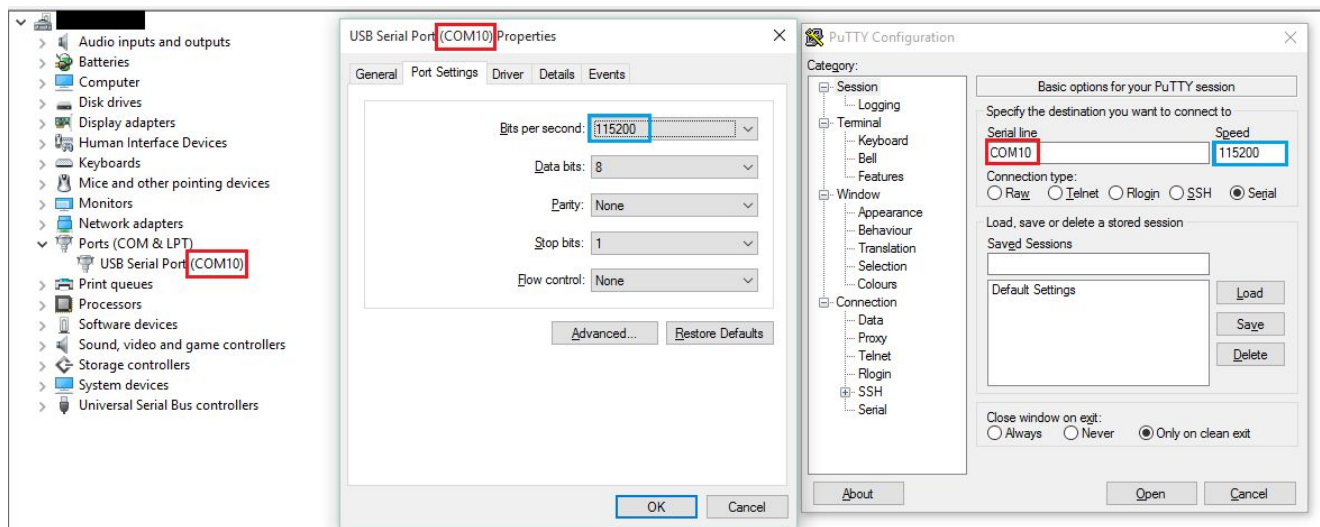 Audio inputs and outputs
Batteries
Computer
Disk drives
Display adapters
Human Interface Devices
Keyboards
Mice and other pointing devices
Monitors
Network adapters
Ports (COM & LPT)
USB Serial Port (COM10)
Print queues
Processors
Software devices
Sound, video and game controllers
Storage controllers
System devices
Universal Serial Bus controllers
USB Serial Port (COM10) Properties
General Port Settings Driver Details Events
Bits per second: 115200
Data bits: 8
Parity: None
Stop bits: 1
Flow control: None
Advanced... Restore Defaults
OK Cancel
PuTTY Configuration
Category:
Session
Logging
Terminal
Keyboard
Bell
Features
Window
Appearance
Behaviour
Translation
Selection
Colours
Connection
Data
Proxy
Telnet
Rlogin
SSH
Serial
Basic options for your PuTTY session
Specify the destination you want to connect to
Serial line Speed
COM10 115200
Connection type:
Raw Telnet Rlogin SSH Serial
Load, save or delete a stored session
Saved Sessions
Default Settings
Load
Save
Delete
Close window on exit:
Always Never Only on clean exit
About Open Cancel